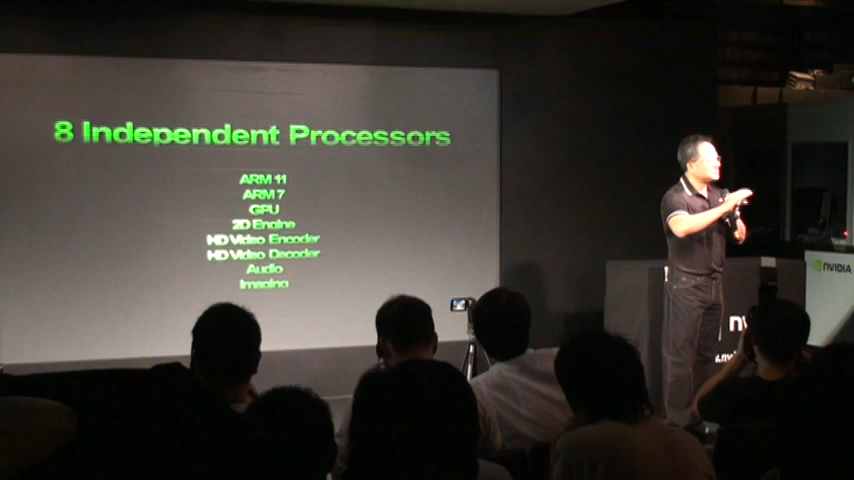 8 Independent Processors
ARM 11
ARM 7
GPU
2D Engine
HD Video Encoder
HD Video Decoder
Audio
Imaging
NVIDIA